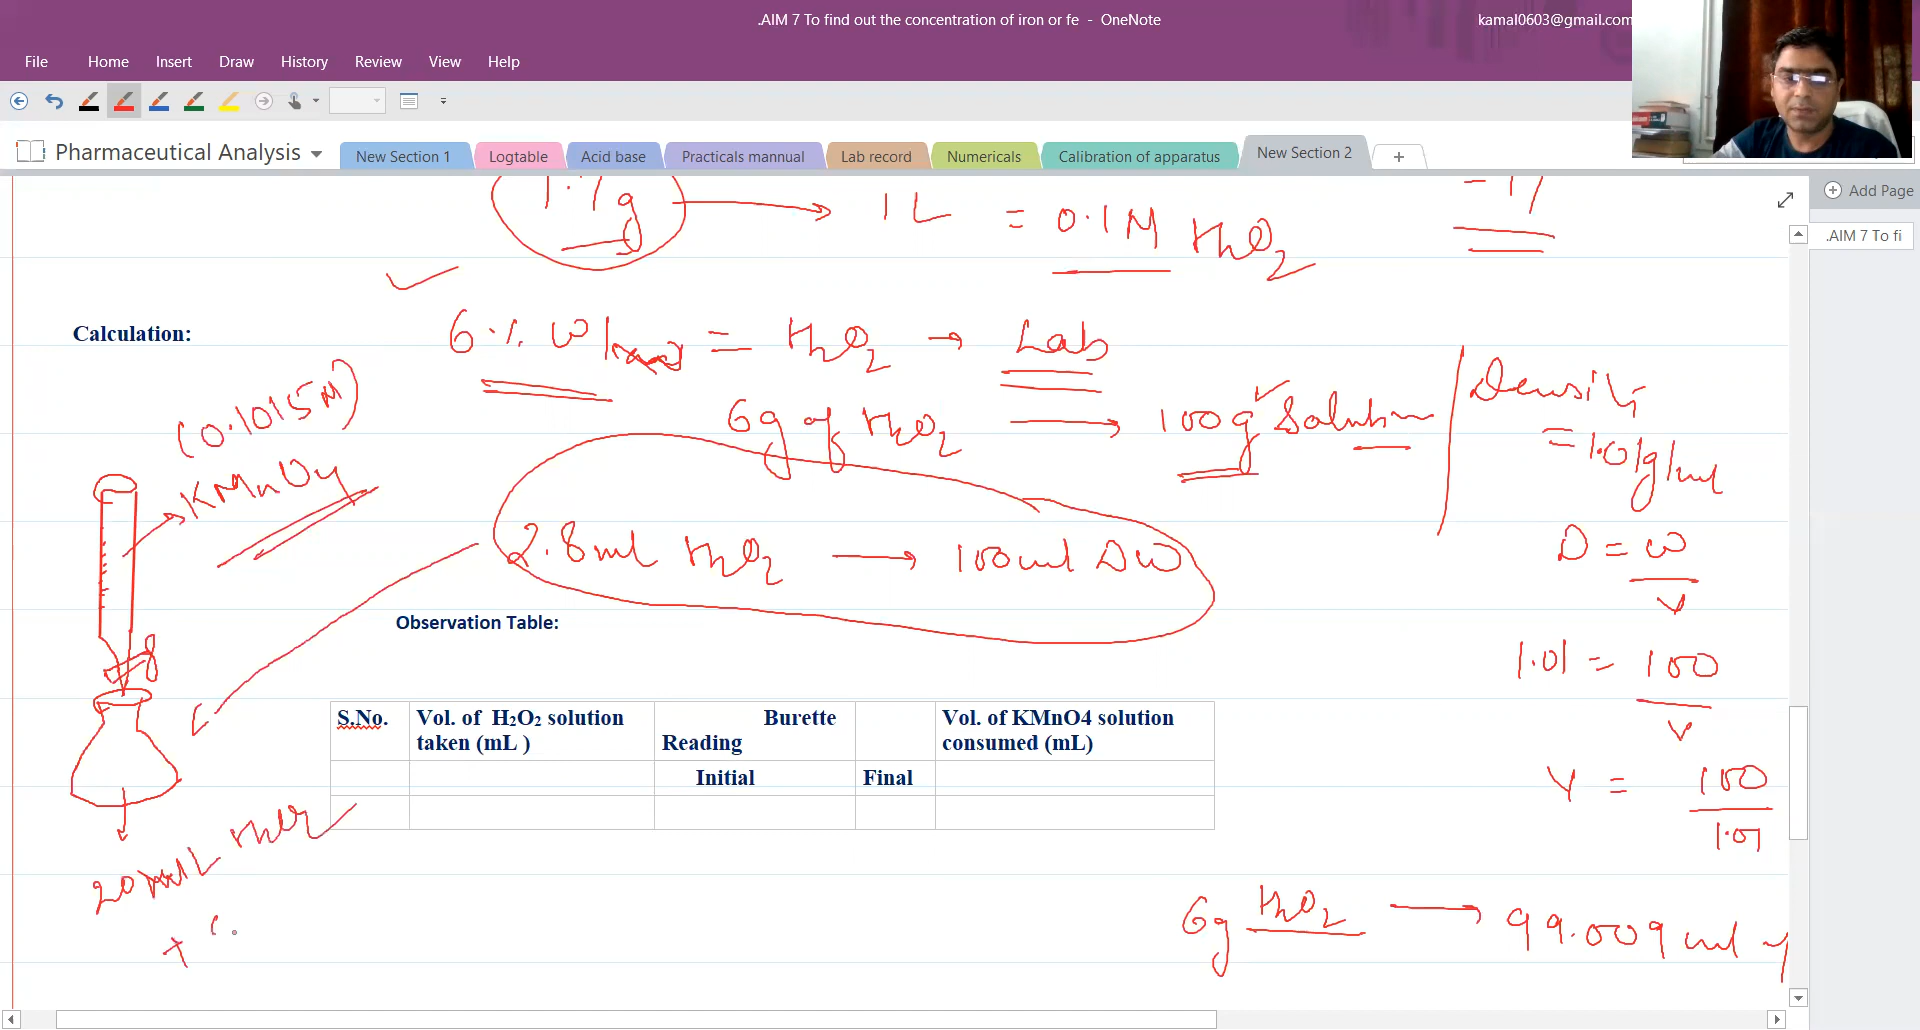 .AIM 7 To find out the concentration of iron or fe - OneNote
kamal0603@gmail.com
File Home Insert Draw History Review View Help
Pharmaceutical Analysis
New Section 1 Logtable Acid base Practicals mannual Lab record Numericals Calibration of apparatus New Section 2 +
Add Page
.AIM 7 To fi
1.7g → 1L = 0.1M H2O2
Calculation:
6% w/ = H2O2 → Lab
6g of H2O2 → 100g Solution
Density
= 1.01g/ml
(0.1015M)
KMnO4
2.8ml H2O2 → 100ml DW
D = w
v
Observation Table:
1.01 = 100
v
S.No. Vol. of H₂O₂ solution taken (mL ) Burette Reading Vol. of KMnO4 solution consumed (mL)
Initial Final
V = 100
1.01
20ml H2O2
+
6g H2O2 → 99.009 ml